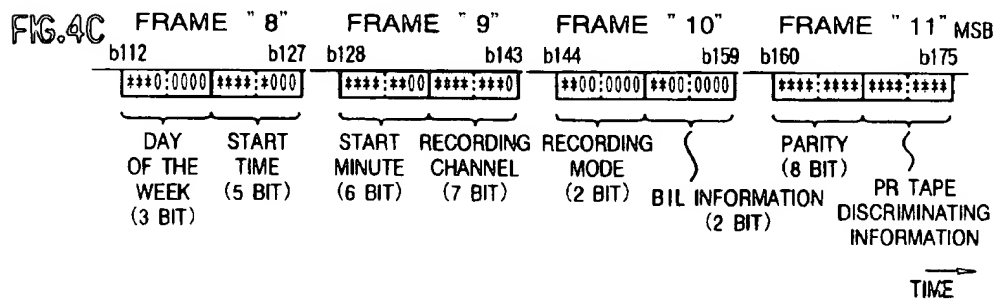 FIG.4C FRAME "8" FRAME "9" FRAME "10" FRAME "11" MSB
b112 b127 b128 b143 b144 b159 b160 b175
***0:0000 ****:*000 ****:**00 ****:***0 **00:0000 **00:0000 ****:**** ****:****
DAY OF THE WEEK (3 BIT)
START TIME (5 BIT)
START MINUTE (6 BIT)
RECORDING CHANNEL (7 BIT)
RECORDING MODE (2 BIT)
BIL INFORMATION (2 BIT)
PARITY (8 BIT)
PR TAPE DISCRIMINATING INFORMATION
TIME